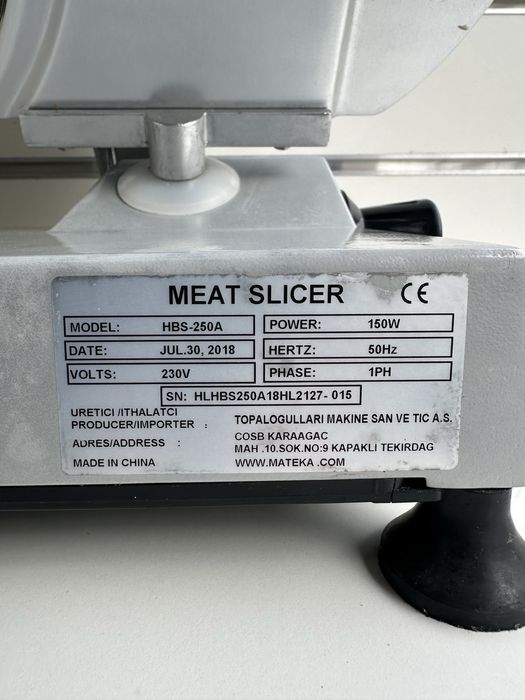 MEAT SLICER CE
MODEL: HBS-250A POWER: 150W
DATE: JUL.30, 2018 HERTZ: 50Hz
VOLTS: 230V PHASE: 1PH
SN: HLHBS250A18HL2127- 015
URETICI /ITHALATCI
PRODUCER/IMPORTER : TOPALOGULLARI MAKINE SAN VE TIC A.S.
COSB KARAAGAC
AURES/ADDRESS : MAH .10.SOK.NO:9 KAPAKLI TEKIRDAG
MADE IN CHINA WWW.MATEKA .COM